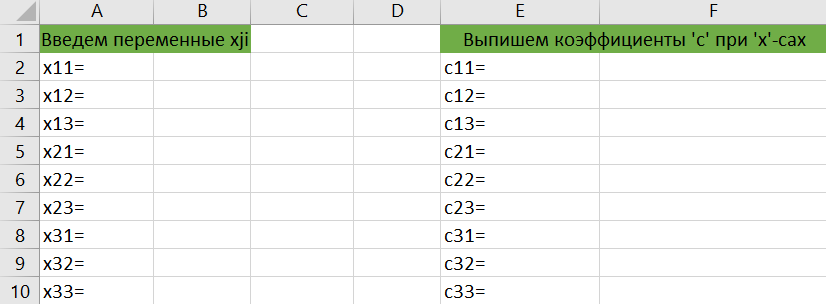 A B C D E F
1 Введем переменные xji Выпишем коэффициенты 'с' при 'х'-сах
2 x11= c11=
3 x12= c12=
4 x13= c13=
5 x21= c21=
6 x22= c22=
7 x23= c23=
8 x31= c31=
9 x32= c32=
10 x33= c33=